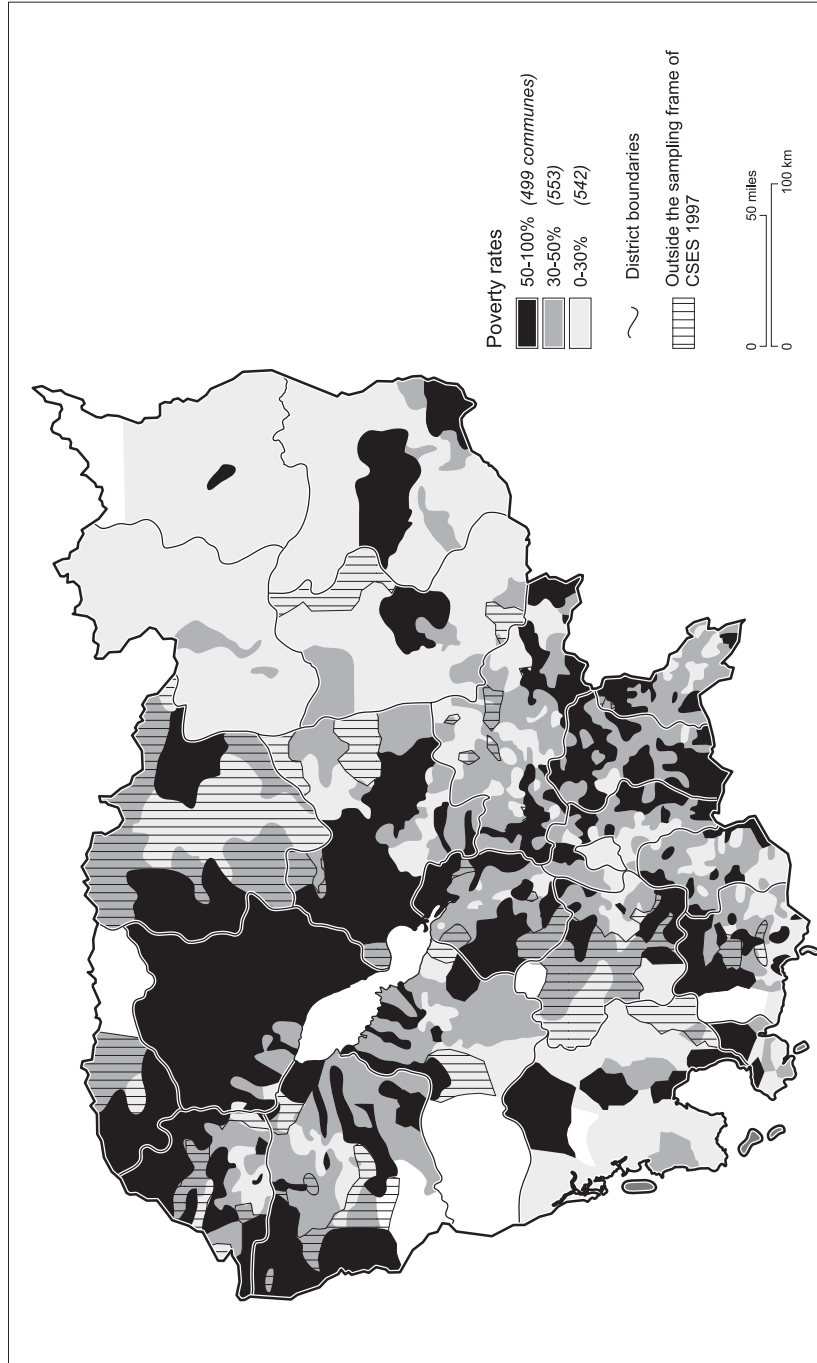 Poverty rates
50-100% (499 communes)
30-50% (553)
0-30% (542)
District boundaries
Outside the sampling frame of
CSES 1997
0 50 miles
0 100 km